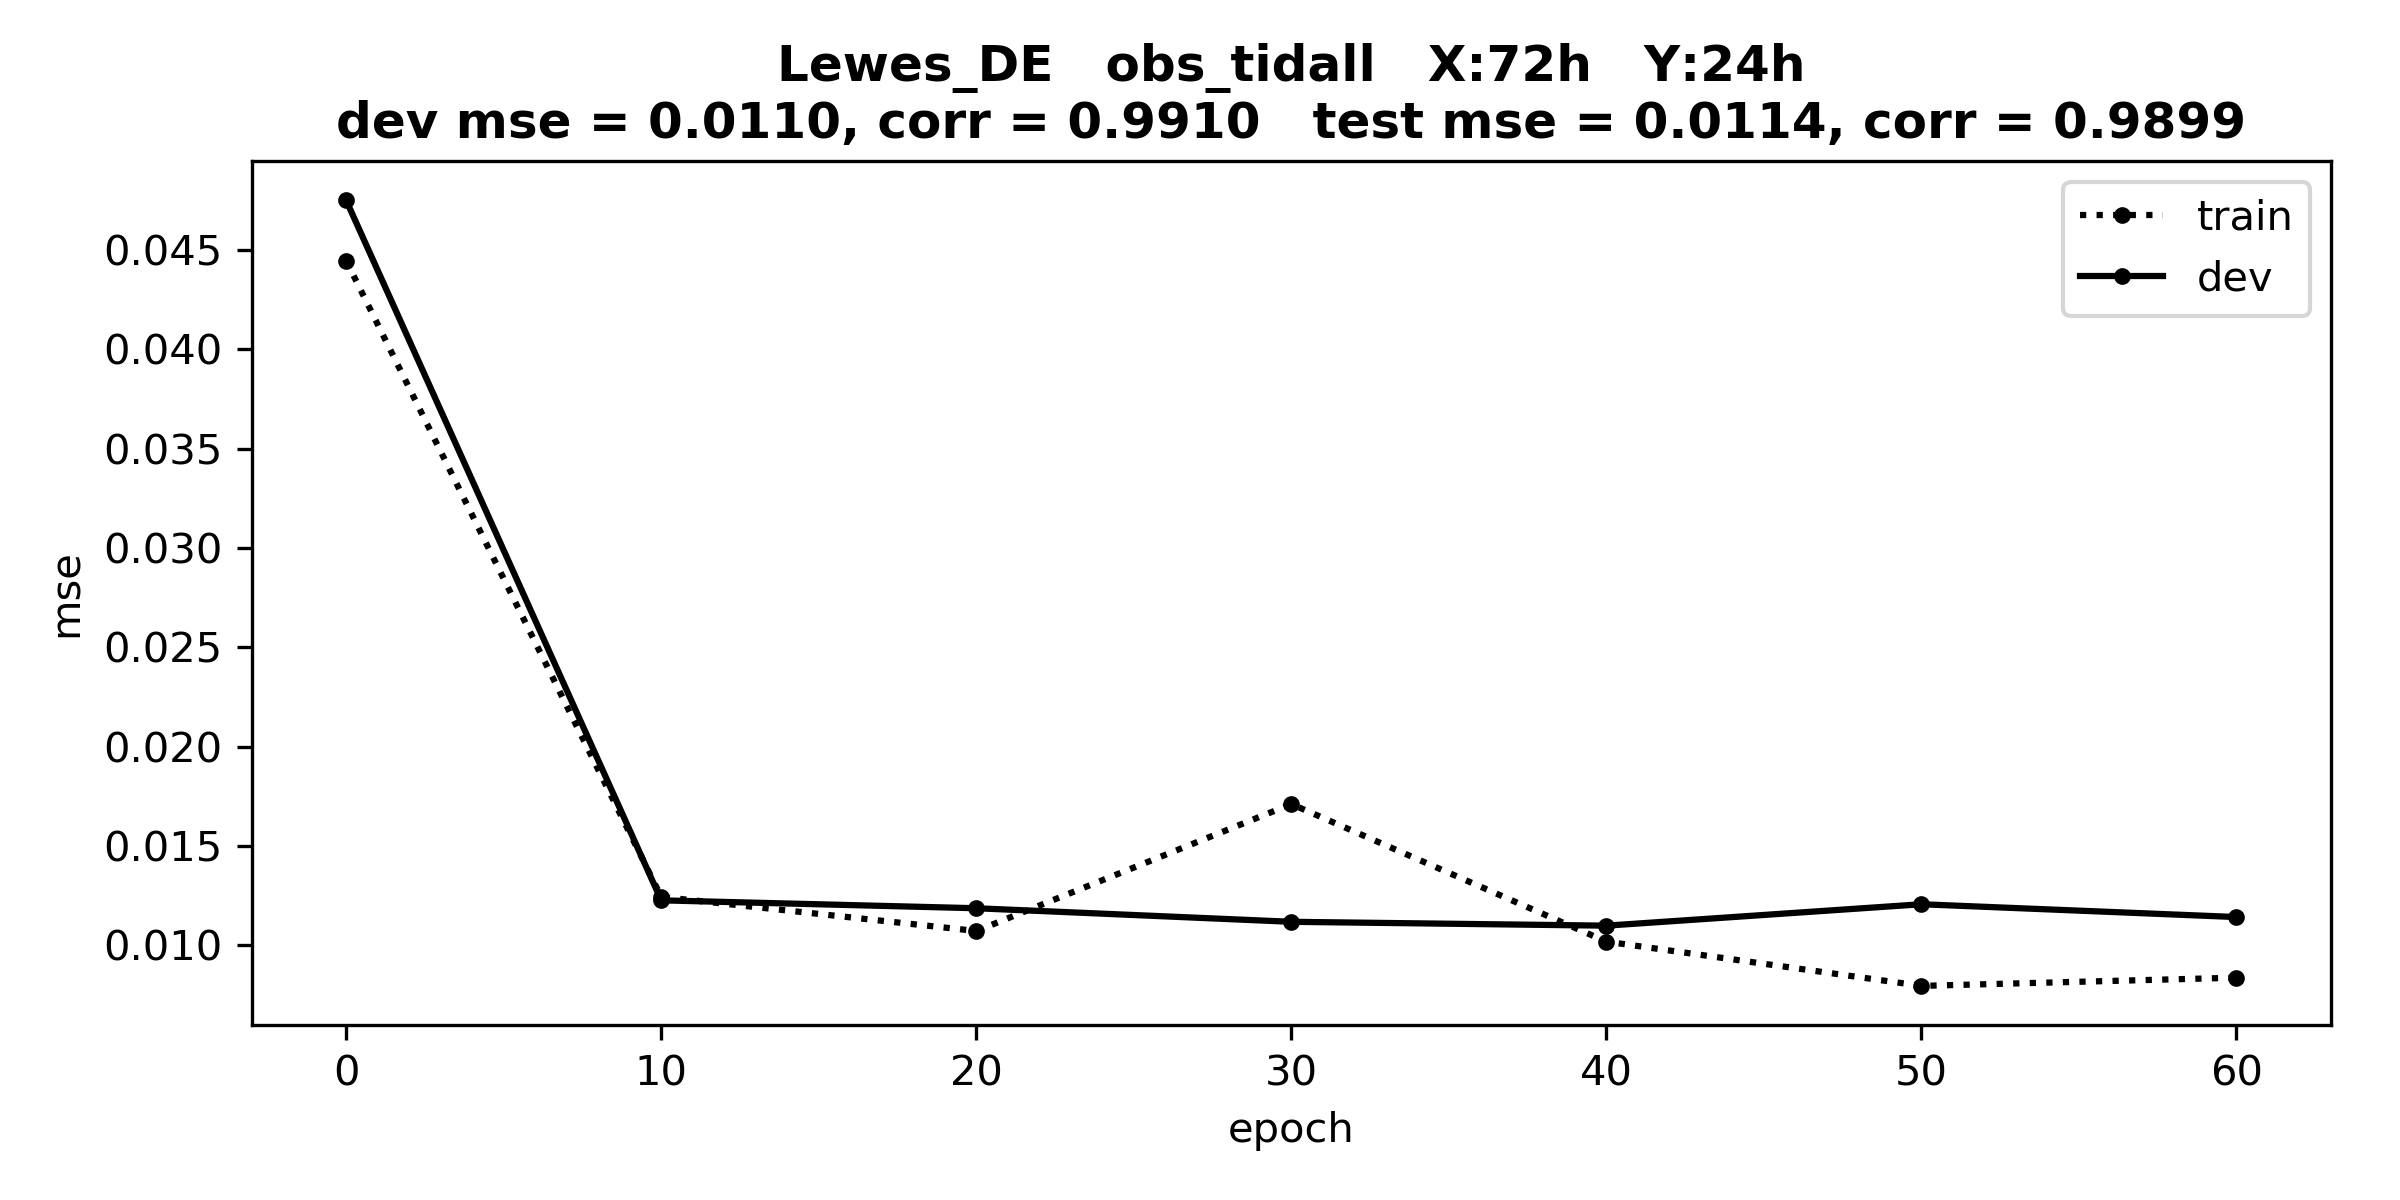 Lewes_DE   obs_tidall   X:72h   Y:24h
dev mse = 0.0110, corr = 0.9910   test mse = 0.0114, corr = 0.9899
train
dev
0.045
0.040
0.035
0.030
0.025
0.020
0.015
0.010
mse
0 10 20 30 40 50 60
epoch